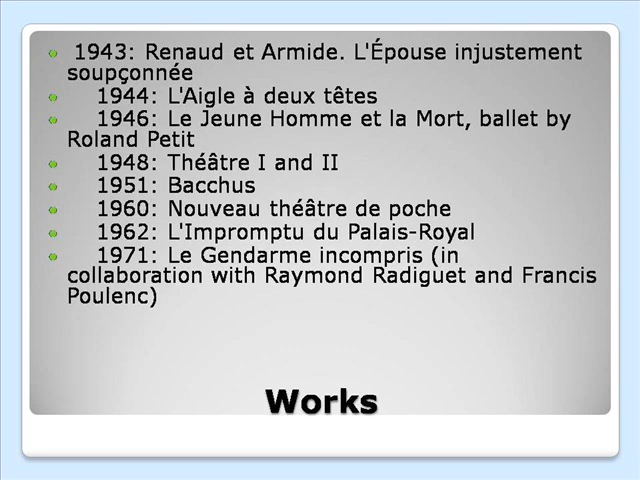 1943: Renaud et Armide. L'Épouse injustement
soupçonnée
1944: L'Aigle à deux têtes
1946: Le Jeune Homme et la Mort, ballet by
Roland Petit
1948: Théâtre I and II
1951: Bacchus
1960: Nouveau théâtre de poche
1962: L'Impromptu du Palais-Royal
1971: Le Gendarme incompris (in
collaboration with Raymond Radiguet and Francis
Poulenc)
Works